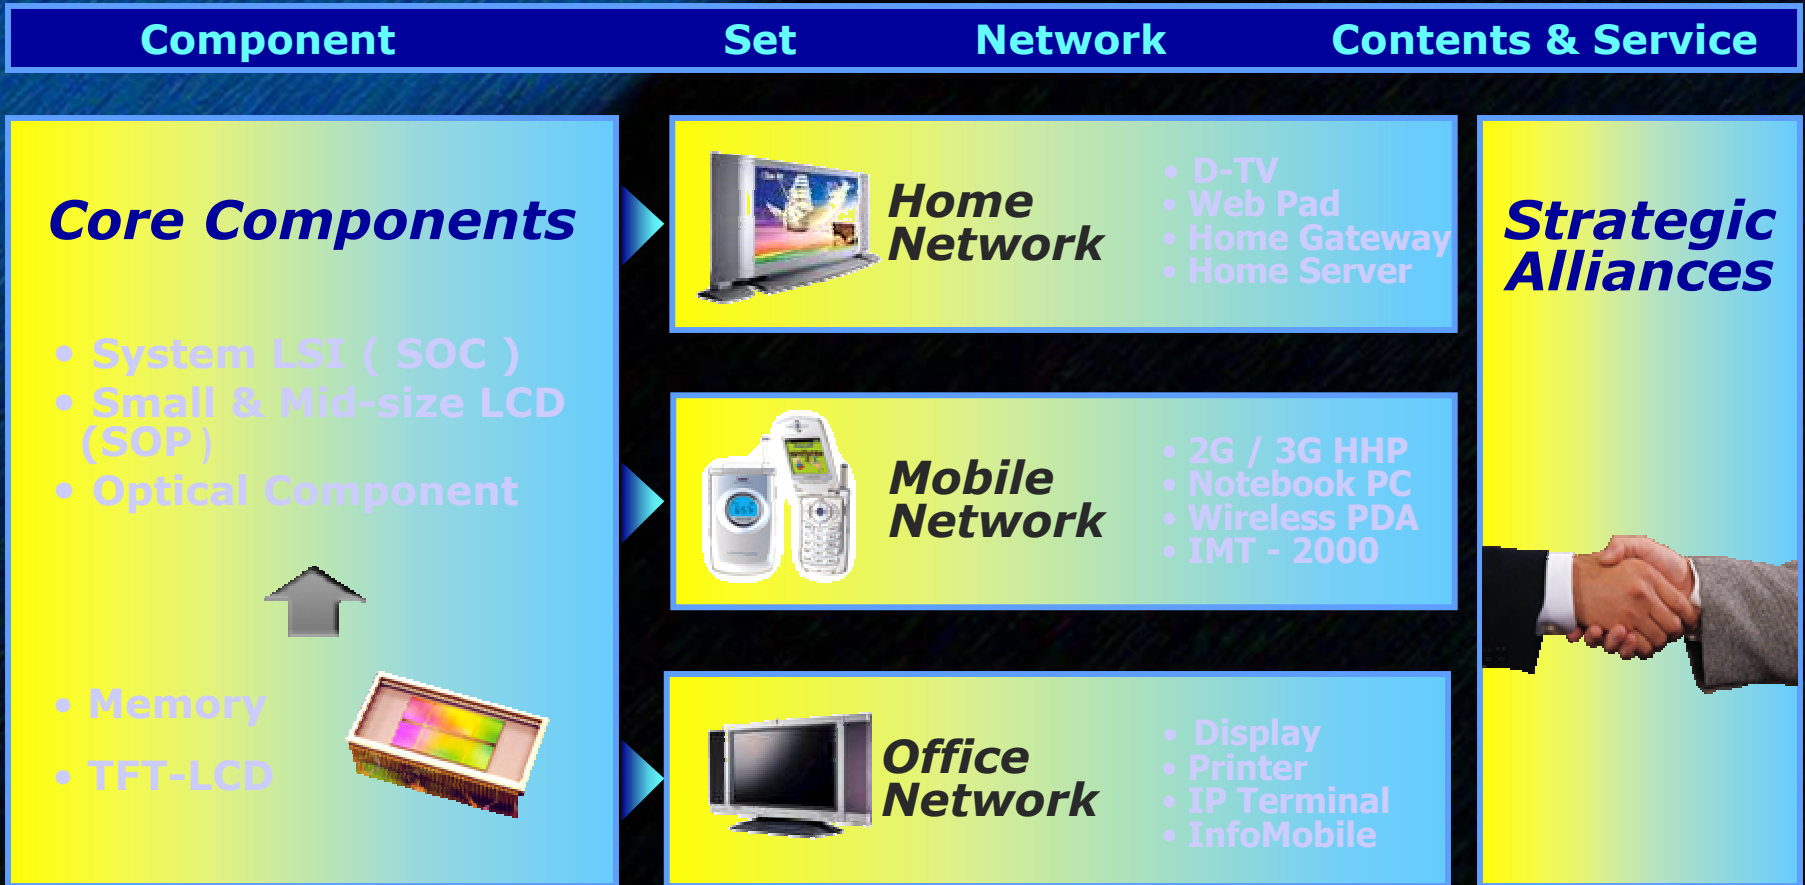 Component Set Network Contents & Service
Core Components
• System LSI ( SOC )
• Small & Mid-size LCD
(SOP)
• Optical Component
• Memory
• TFT-LCD
Home
Network
• D-TV
• Web Pad
• Home Gateway
• Home Server
Mobile
Network
• 2G / 3G HHP
• Notebook PC
• Wireless PDA
• IMT - 2000
Office
Network
• Display
• Printer
• IP Terminal
• InfoMobile
Strategic
Alliances